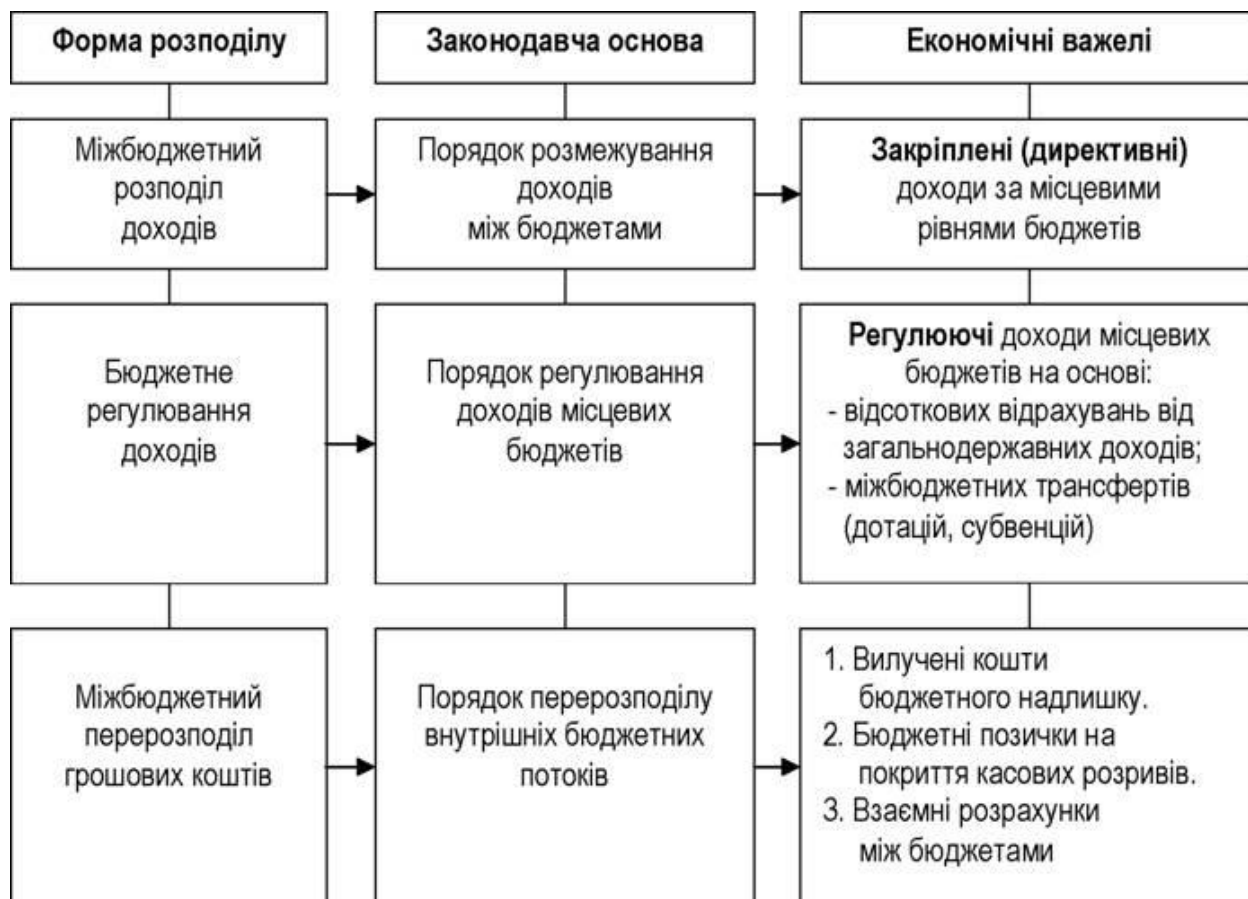 Форма розподілу
Законодавча основа
Економічні важелі
Міжбюджетний
розподіл
доходів
Порядок розмежування
доходів
між бюджетами
Закріплені (директивні)
доходи за місцевими
рівнями бюджетів
Бюджетне
регулювання
доходів
Порядок регулювання
доходів місцевих
бюджетів
Регулюючі доходи місцевих
бюджетів на основі:
- відсоткових відрахувань від
загальнодержавних доходів;
- міжбюджетних трансфертів
(дотацій, субвенцій)
Міжбюджетний
перерозподіл
грошових коштів
Порядок перерозподілу
внутрішніх бюджетних
потоків
1. Вилучені кошти
бюджетного надлишку.
2. Бюджетні позички на
покриття касових розривів.
3. Взаємні розрахунки
між бюджетами